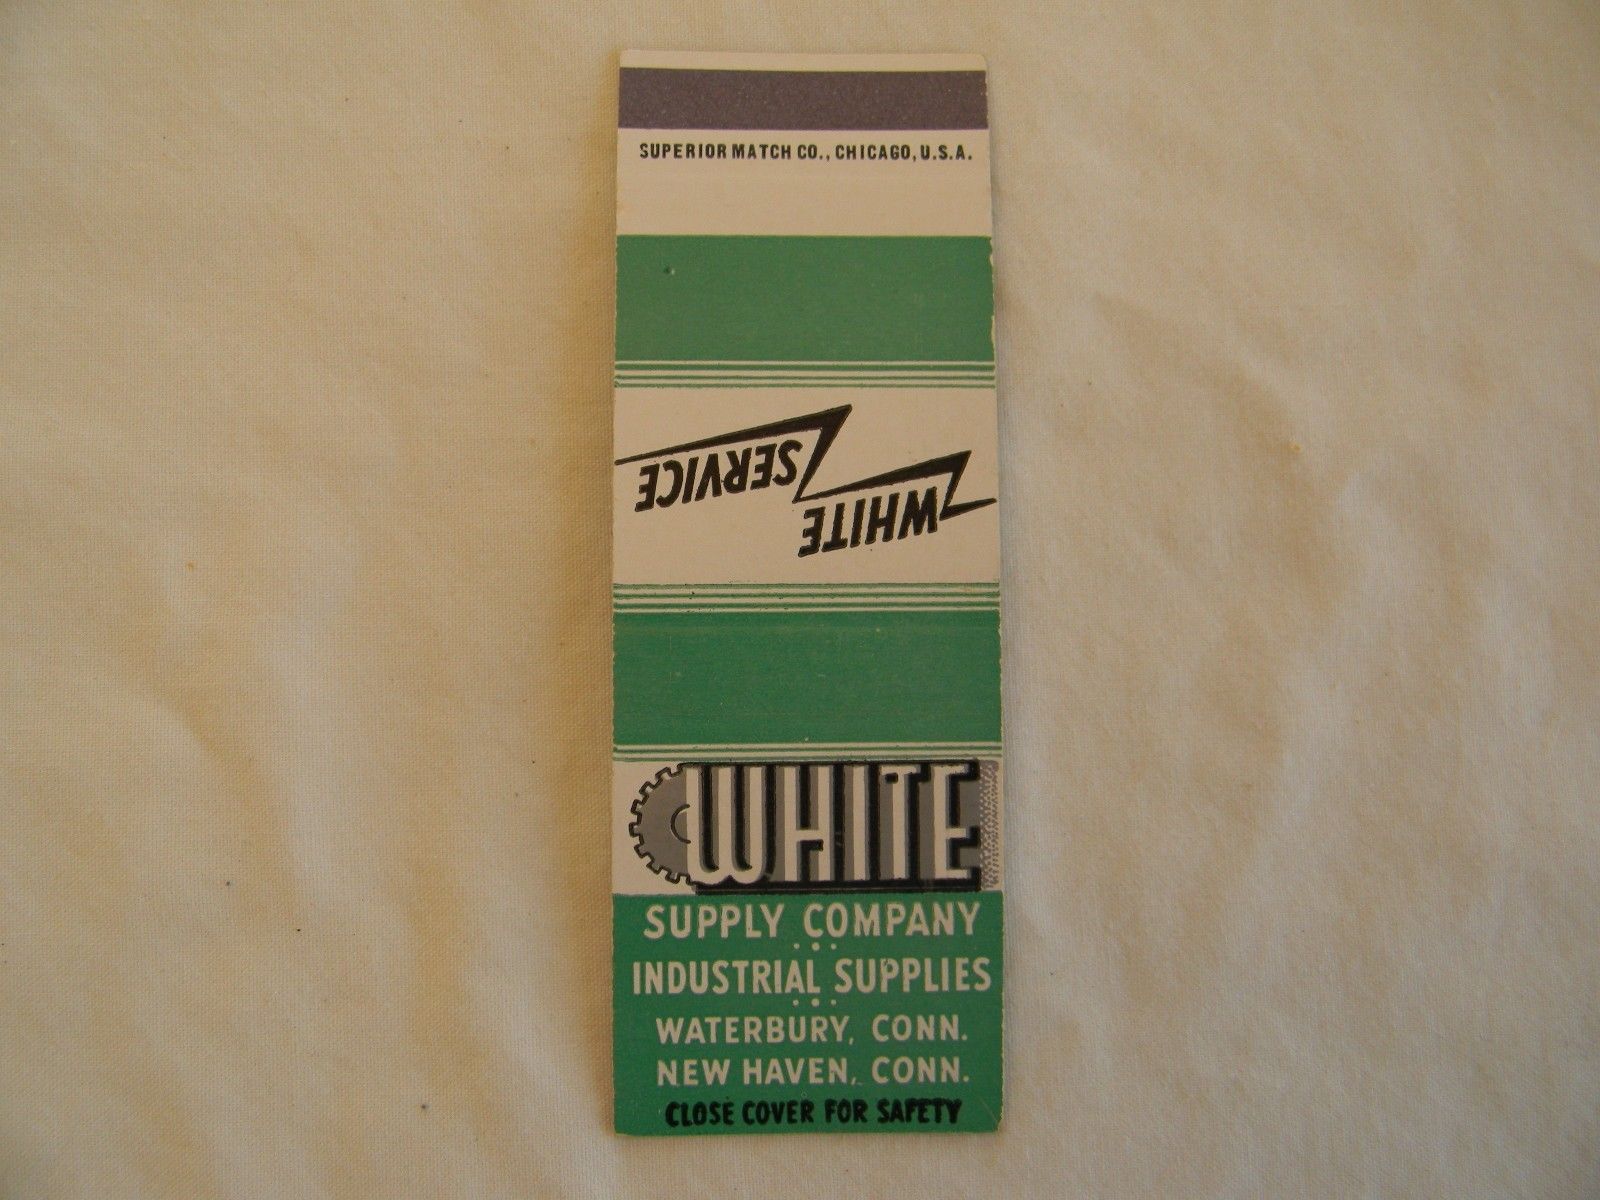 SUPERIOR MATCH CO., CHICAGO, U.S.A.
WHITE
SERVICE
WHITE
SUPPLY COMPANY
INDUSTRIAL SUPPLIES
WATERBURY, CONN.
NEW HAVEN, CONN.
CLOSE COVER FOR SAFETY